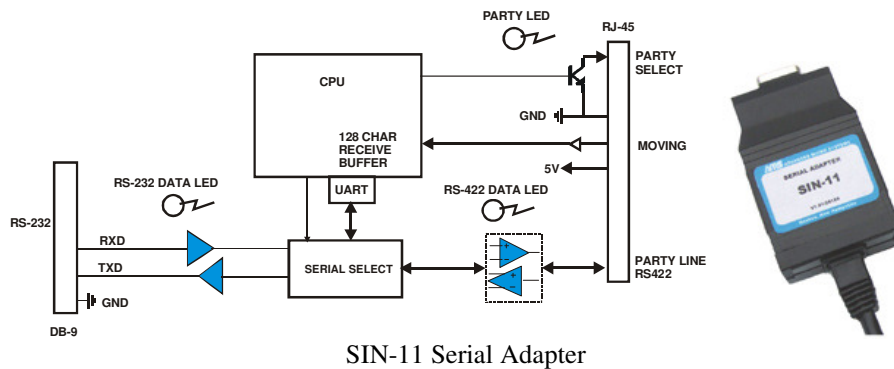 PARTY LED
RJ-45
PARTY
SELECT
CPU
GND
128 CHAR
RECEIVE
BUFFER
MOVING
5V
UART
RS-232 DATA LED
RS-422 DATA LED
RS-232
RXD
TXD
SERIAL SELECT
PARTY LINE
RS422
GND
DB-9
SERIAL ADAPTER
SIN-11
SIN-11 Serial Adapter